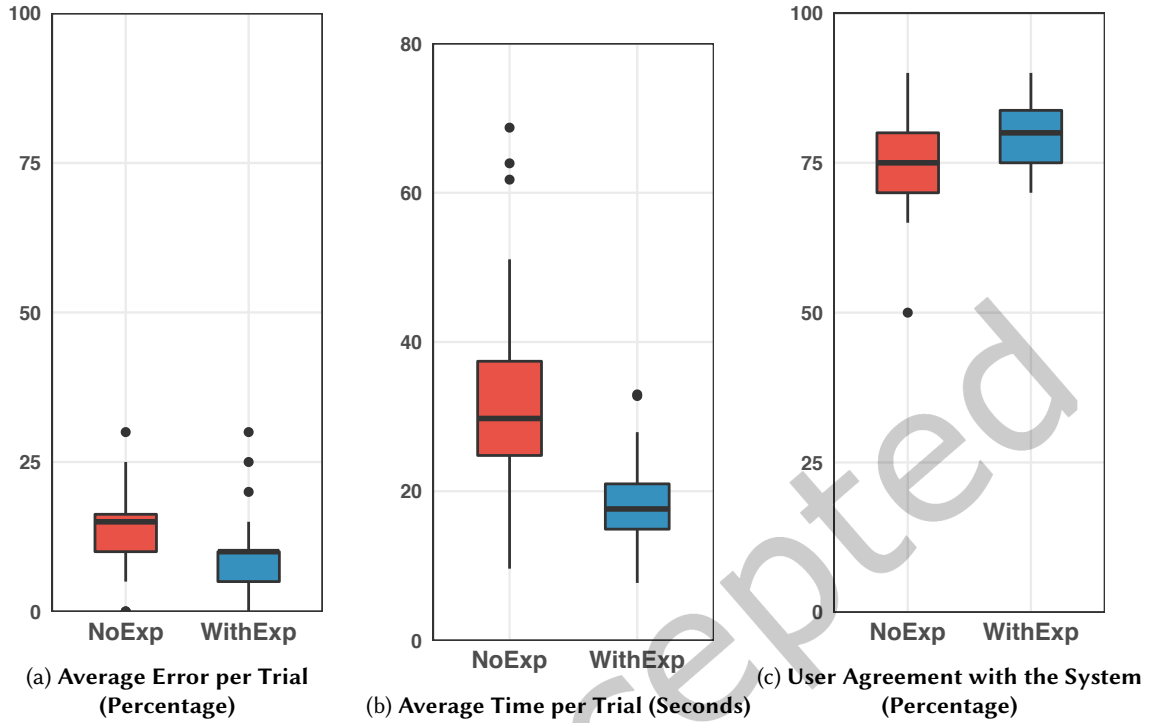 100
75
50
25
0
NoExp WithExp
(a) Average Error per Trial
(Percentage)
80
60
40
20
0
NoExp WithExp
(b) Average Time per Trial (Seconds)
100
75
50
25
0
NoExp WithExp
(c) User Agreement with the System
(Percentage)
cepted